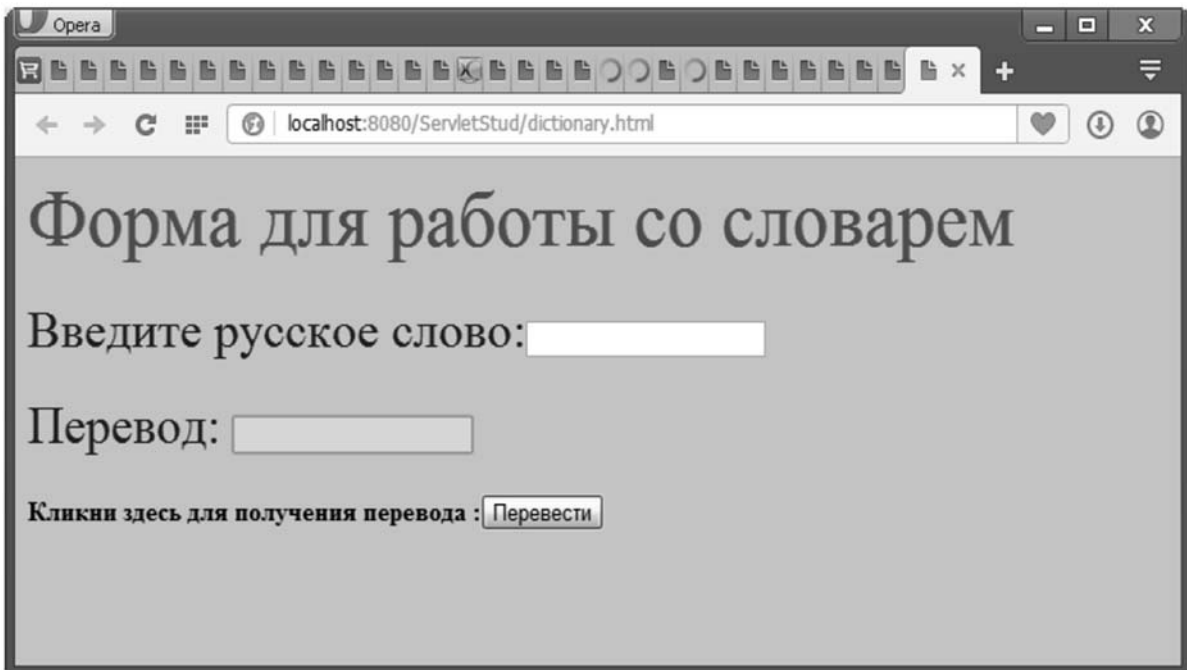 Opera
localhost:8080/ServletStud/dictionary.html
Форма для работы со словарем
Введите русское слово:
Перевод:
Кликни здесь для получения перевода : Перевести